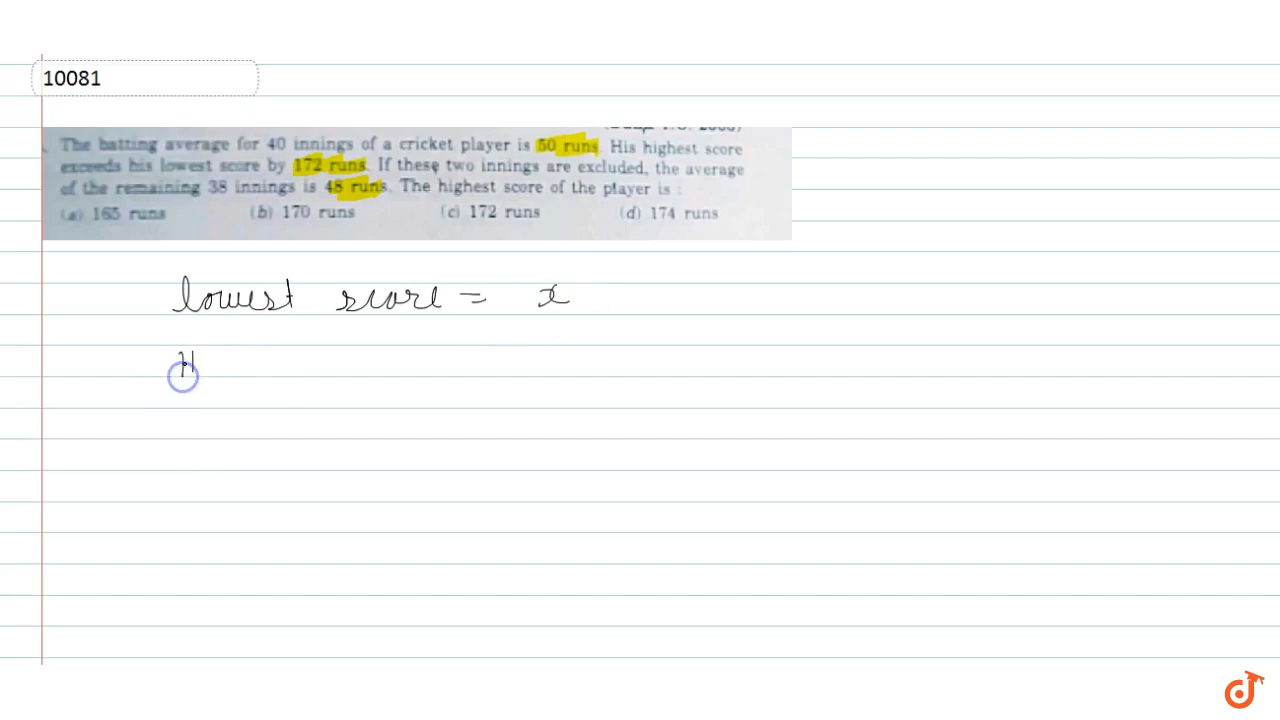 10081
The batting average for 40 innings of a cricket player is 50 runs. His highest score
exceeds his lowest score by 172 runs. If these two innings are excluded, the average
of the remaining 38 innings is 48 runs. The highest score of the player is :
(a) 165 runs (b) 170 runs (c) 172 runs (d) 174 runs
lowest score = x
H